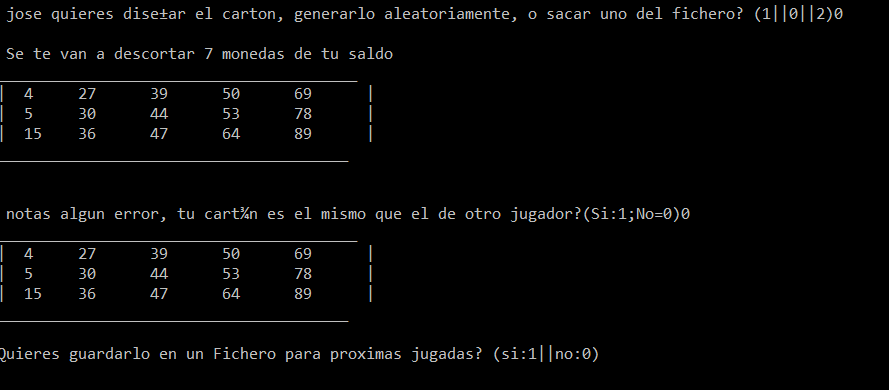 jose quieres dise±ar el carton, generarlo aleatoriamente, o sacar uno del fichero? (1||0||2)0
Se te van a descortar 7 monedas de tu saldo
________________________________________
| 4 27 39 50 69 |
| 5 30 44 53 78 |
| 15 36 47 64 89 |
_______________________________________
notas algun error, tu cart¾n es el mismo que el de otro jugador?(Si:1;No=0)0
________________________________________
| 4 27 39 50 69 |
| 5 30 44 53 78 |
| 15 36 47 64 89 |
_______________________________________
Quieres guardarlo en un Fichero para proximas jugadas? (si:1||no:0)